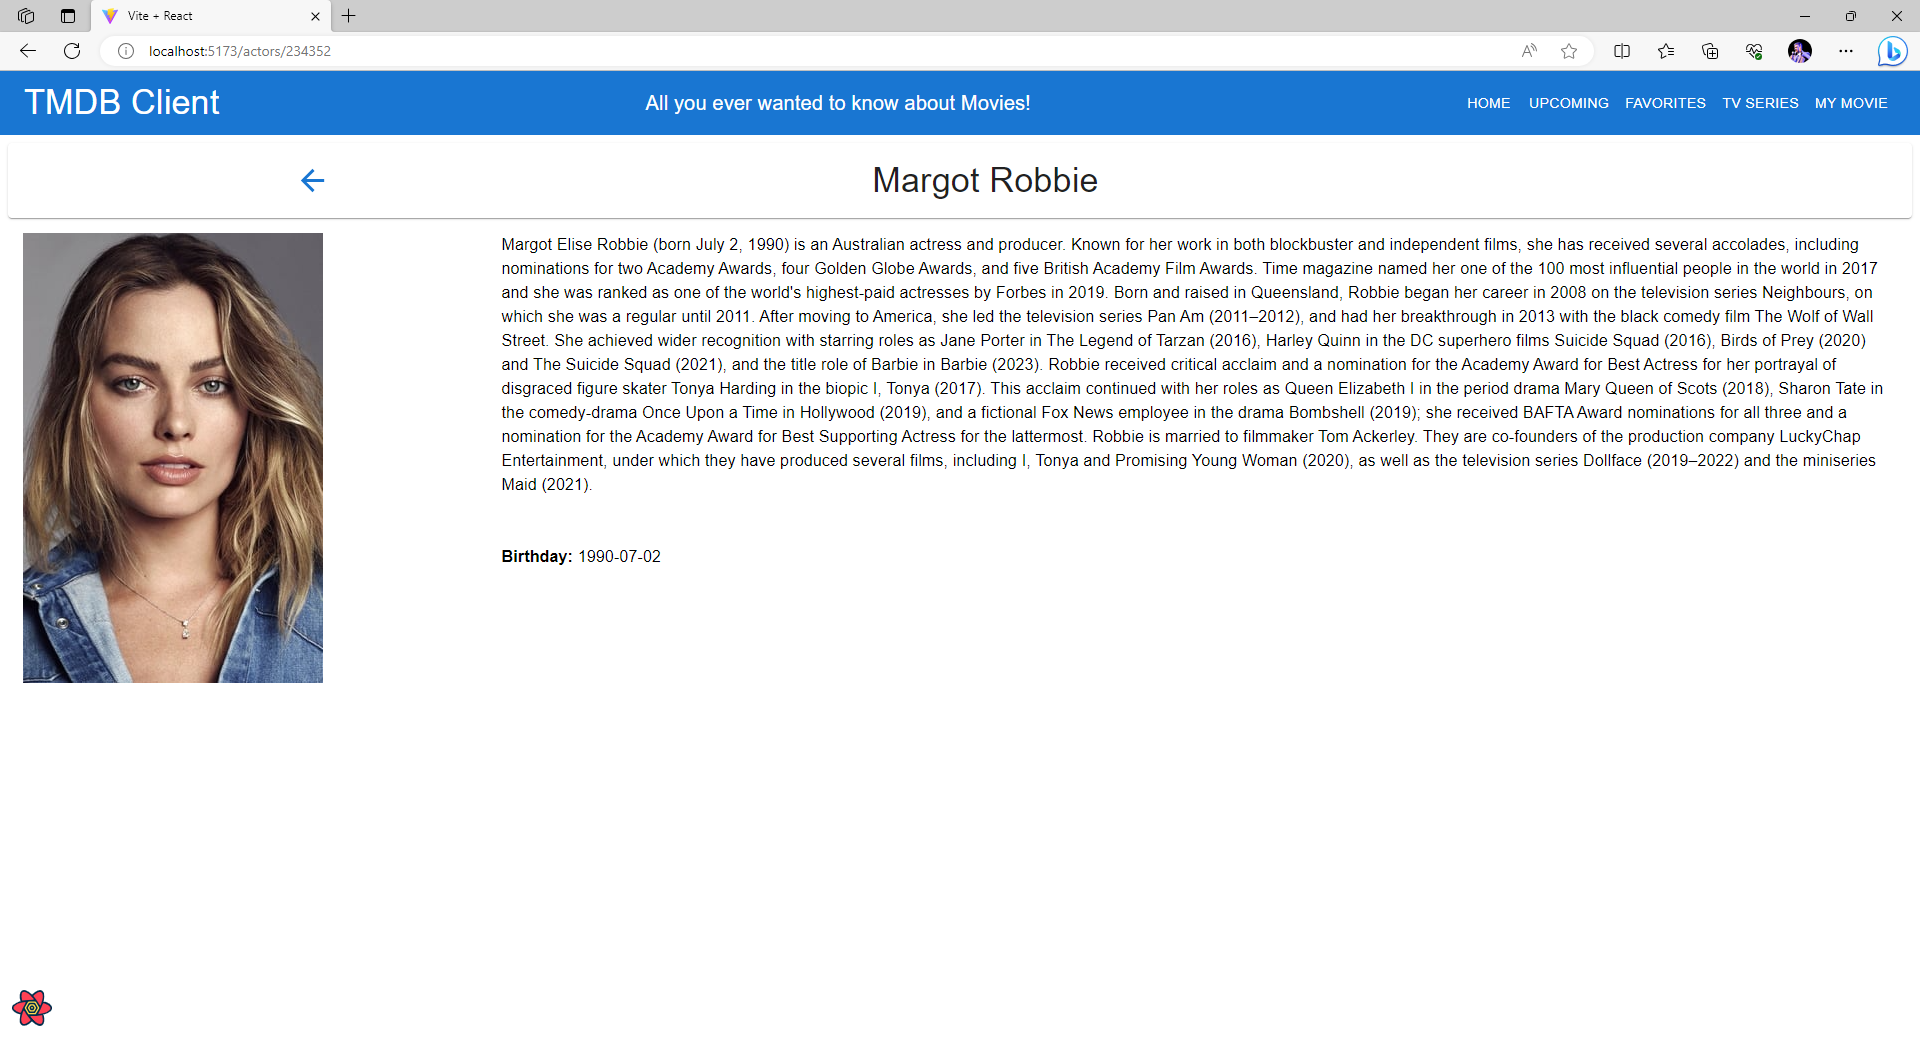 Vite + React
localhost:5173/actors/234352
TMDB Client
All you ever wanted to know about Movies!
HOME UPCOMING FAVORITES TV SERIES MY MOVIE
Margot Robbie
Margot Elise Robbie (born July 2, 1990) is an Australian actress and producer. Known for her work in both blockbuster and independent films, she has received several accolades, including
nominations for two Academy Awards, four Golden Globe Awards, and five British Academy Film Awards. Time magazine named her one of the 100 most influential people in the world in 2017
and she was ranked as one of the world's highest-paid actresses by Forbes in 2019. Born and raised in Queensland, Robbie began her career in 2008 on the television series Neighbours, on
which she was a regular until 2011. After moving to America, she led the television series Pan Am (2011–2012), and had her breakthrough in 2013 with the black comedy film The Wolf of Wall
Street. She achieved wider recognition with starring roles as Jane Porter in The Legend of Tarzan (2016), Harley Quinn in the DC superhero films Suicide Squad (2016), Birds of Prey (2020)
and The Suicide Squad (2021), and the title role of Barbie in Barbie (2023). Robbie received critical acclaim and a nomination for the Academy Award for Best Actress for her portrayal of
disgraced figure skater Tonya Harding in the biopic I, Tonya (2017). This acclaim continued with her roles as Queen Elizabeth I in the period drama Mary Queen of Scots (2018), Sharon Tate in
the comedy-drama Once Upon a Time in Hollywood (2019), and a fictional Fox News employee in the drama Bombshell (2019); she received BAFTA Award nominations for all three and a
nomination for the Academy Award for Best Supporting Actress for the lattermost. Robbie is married to filmmaker Tom Ackerley. They are co-founders of the production company LuckyChap
Entertainment, under which they have produced several films, including I, Tonya and Promising Young Woman (2020), as well as the television series Dollface (2019–2022) and the miniseries
Maid (2021).
Birthday: 1990-07-02